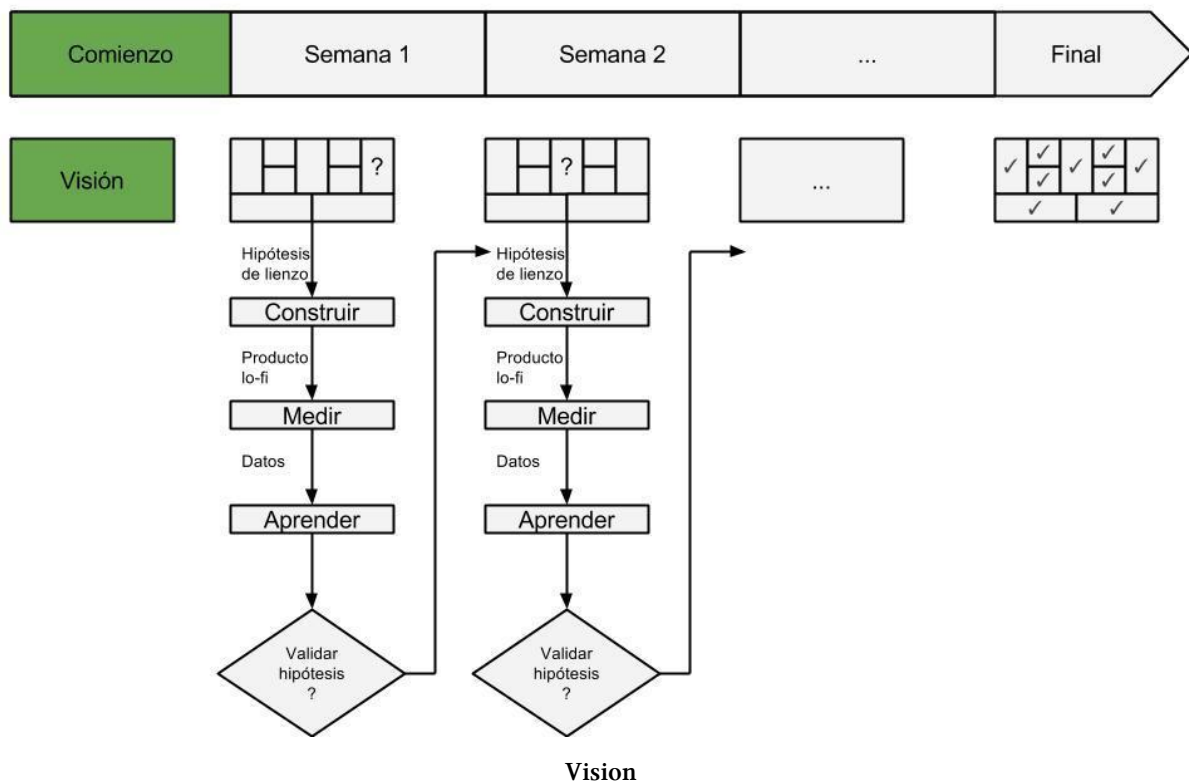 Comienzo
Semana 1
Semana 2
...
Final
Visión
?
?
...
✓ ✓ ✓ ✓ ✓
✓ ✓
✓ ✓
Hipótesis
de lienzo
Construir
Producto
lo-fi
Medir
Datos
Aprender
Validar
hipótesis
?
Hipótesis
de lienzo
Construir
Producto
lo-fi
Medir
Datos
Aprender
Validar
hipótesis
?
Vision